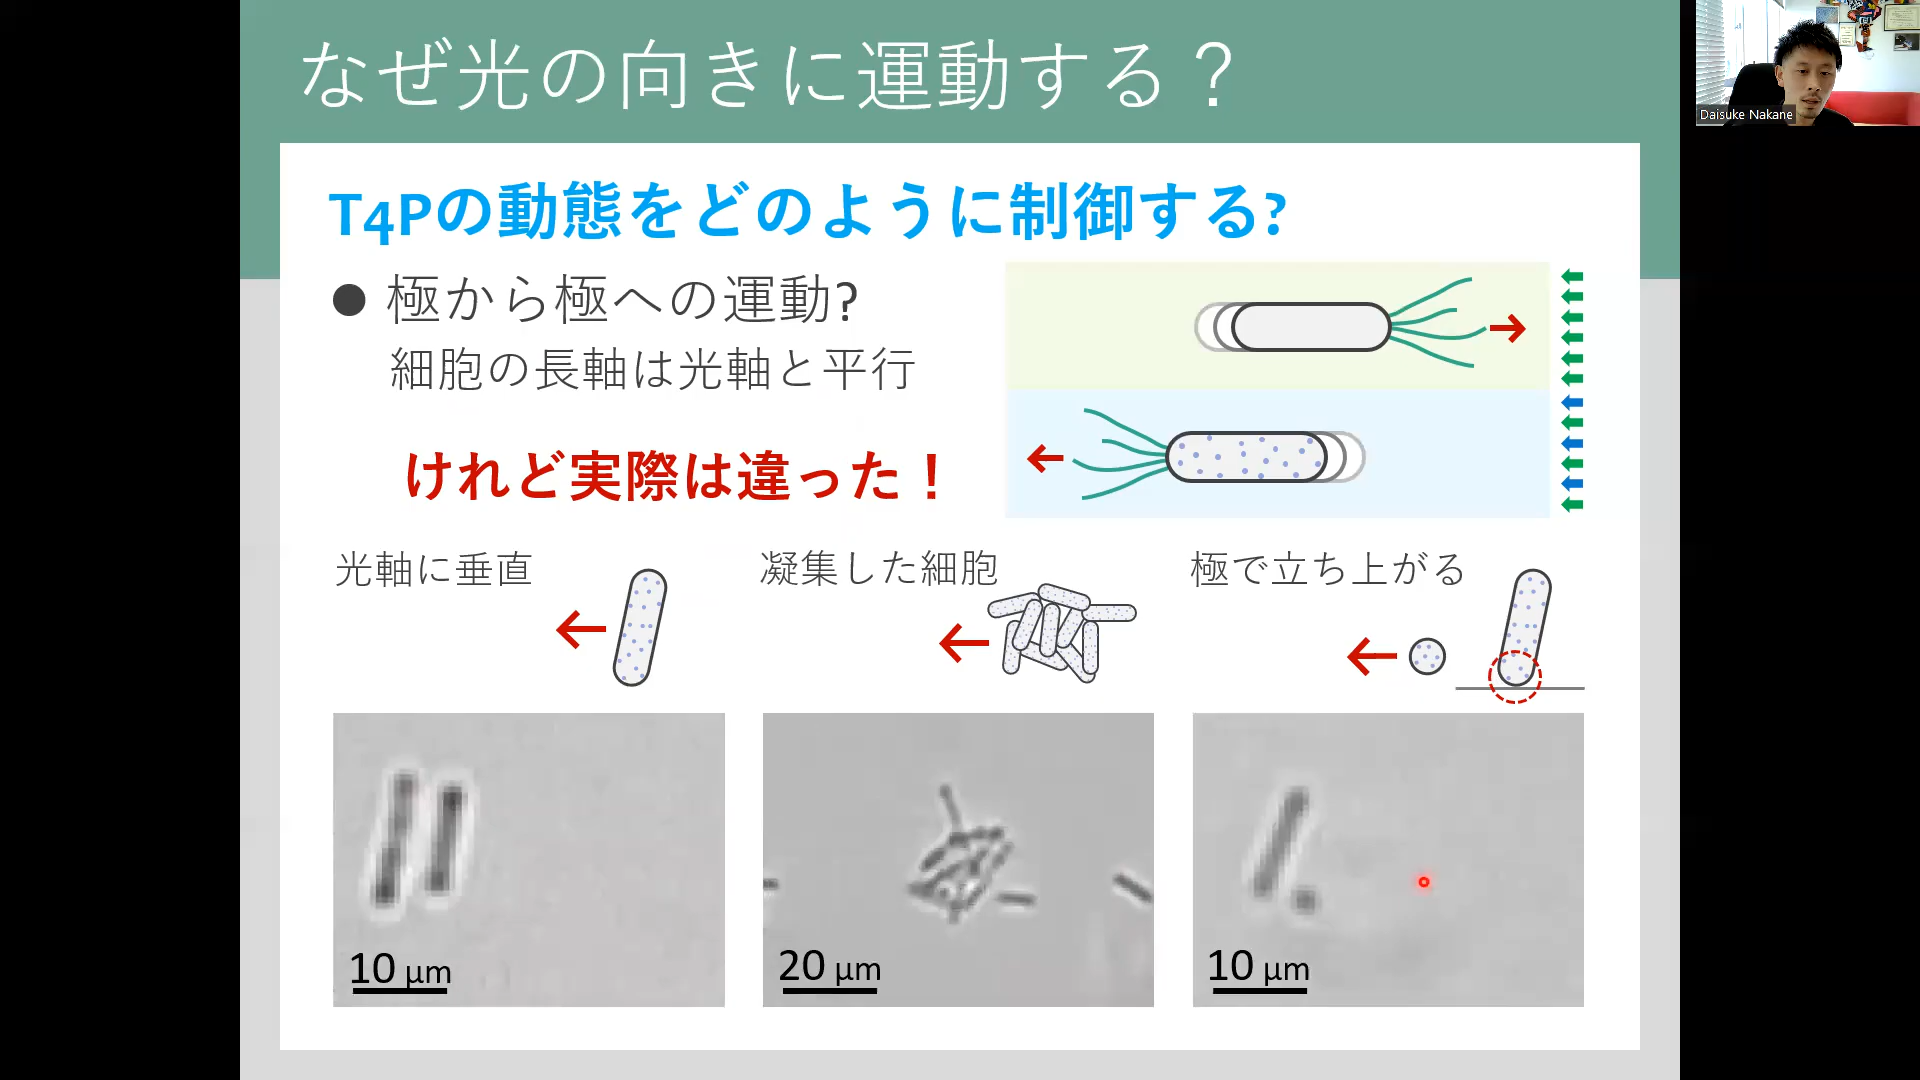 なぜ光の向きに運動する？
Daisuke Nakane
T4Pの動態をどのように制御する?
● 極から極への運動?
細胞の長軸は光軸と平行
けれど実際は違った！
光軸に垂直
凝集した細胞
極で立ち上がる
10 µm
20 µm
10 µm